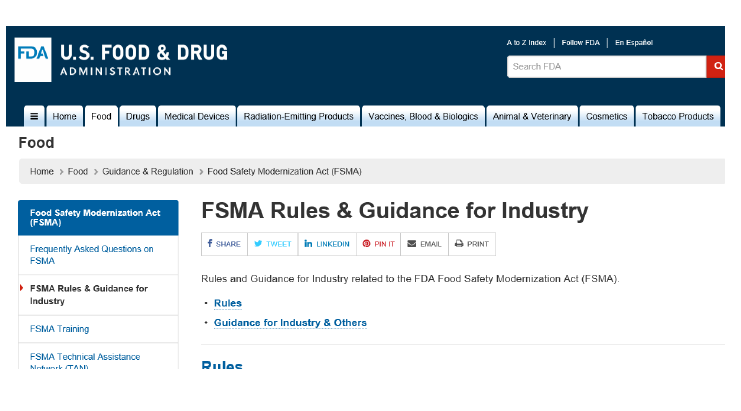 FDA U.S. FOOD & DRUG
ADMINISTRATION
A to Z Index | Follow FDA | En Español
Search FDA
Home Food Drugs Medical Devices Radiation-Emitting Products Vaccines, Blood & Biologics Animal & Veterinary Cosmetics Tobacco Products
Food
Home > Food > Guidance & Regulation > Food Safety Modernization Act (FSMA)
Food Safety Modernization Act
(FSMA)
Frequently Asked Questions on
FSMA
FSMA Rules & Guidance for
Industry
FSMA Training
FSMA Technical Assistance
Network (TAN)
FSMA Rules & Guidance for Industry
f SHARE TWEET in LINKEDIN PIN IT EMAIL PRINT
Rules and Guidance for Industry related to the FDA Food Safety Modernization Act (FSMA).
• Rules
• Guidance for Industry & Others
Rules